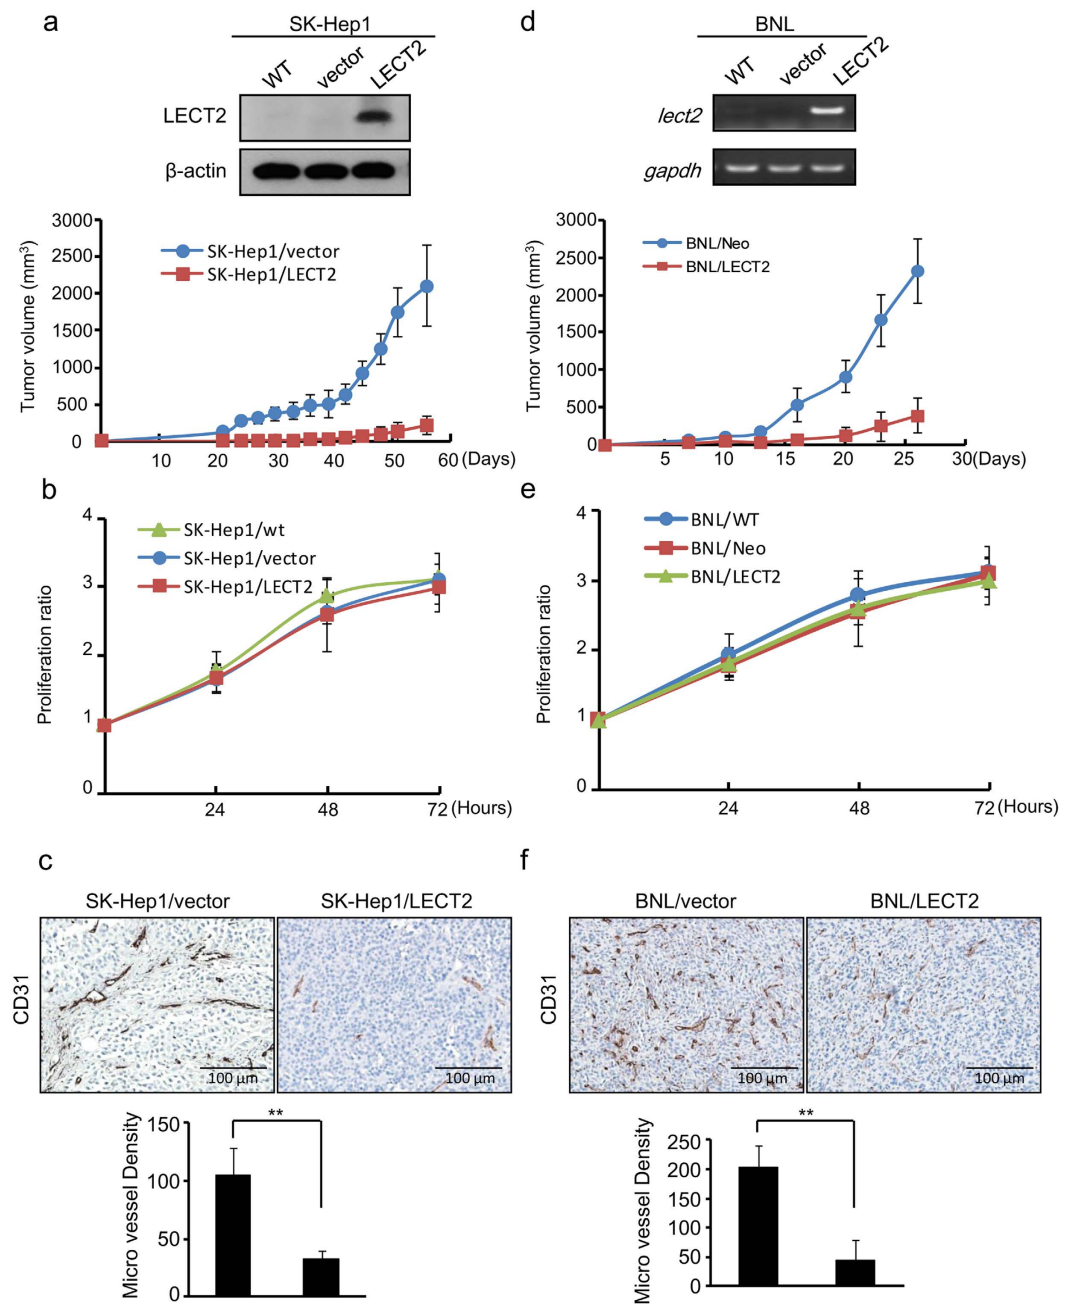 a
SK-Hep1
WT
vector
LECT2
LECT2
β-actin
3000
2500
2000
1500
1000
500
0
Tumor volume (mm³)
SK-Hep1/vector
SK-Hep1/LECT2
10 20 30 40 50 60 (Days)
d
BNL
WT
vector
LECT2
lect2
gapdh
3000
2500
2000
1500
1000
500
0
Tumor volume (mm³)
BNL/Neo
BNL/LECT2
5 10 15 20 25 30 (Days)
b
4
3
2
1
0
Proliferation ratio
SK-Hep1/wt
SK-Hep1/vector
SK-Hep1/LECT2
24 48 72 (Hours)
e
4
3
2
1
0
Proliferation ratio
BNL/WT
BNL/Neo
BNL/LECT2
24 48 72 (Hours)
c
SK-Hep1/vector SK-Hep1/LECT2
CD31
100 μm 100 μm
Micro vessel Density
150
100
50
0
**
f
BNL/vector BNL/LECT2
CD31
100 μm 100 μm
Micro vessel Density
250
200
150
100
50
0
**